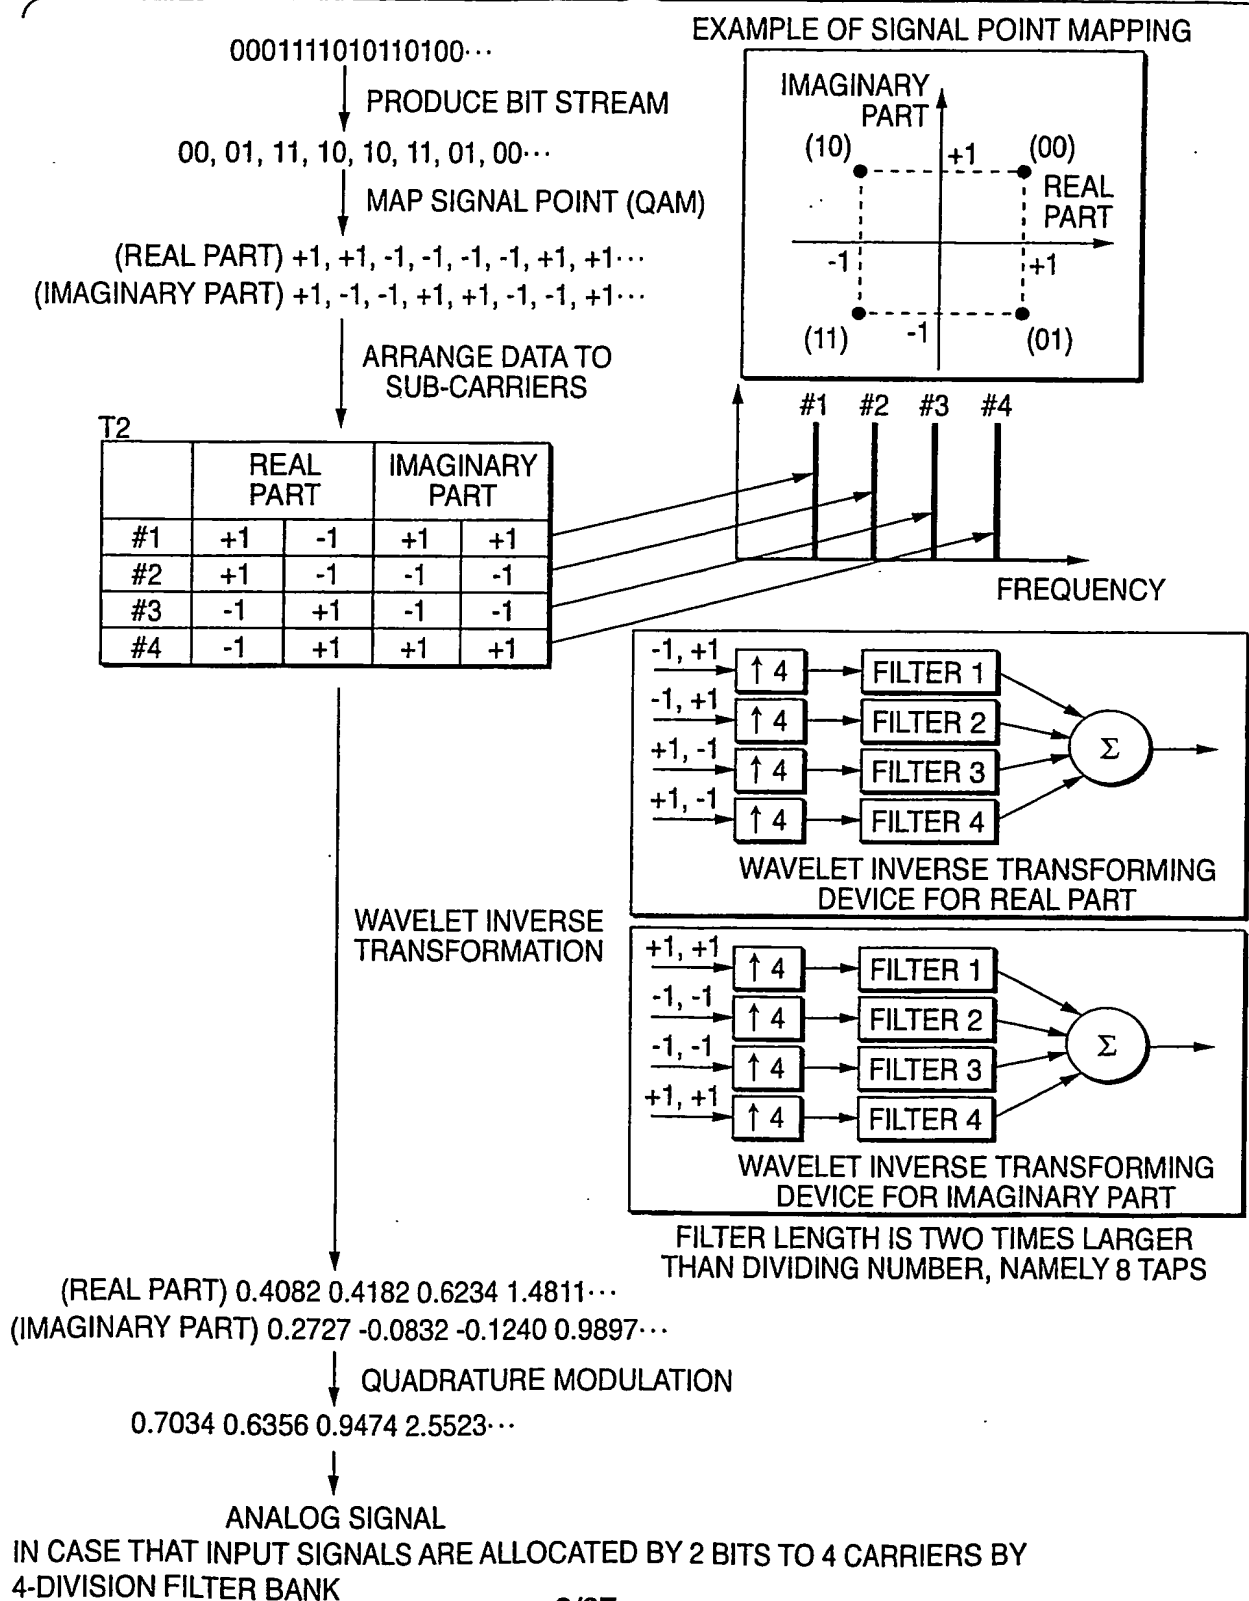 0001111010110100...
PRODUCE BIT STREAM
00, 01, 11, 10, 10, 11, 01, 00...
MAP SIGNAL POINT (QAM)
(REAL PART) +1, +1, -1, -1, -1, -1, +1, +1...
(IMAGINARY PART) +1, -1, -1, +1, +1, -1, -1, +1...
ARRANGE DATA TO
SUB-CARRIERS
EXAMPLE OF SIGNAL POINT MAPPING
IMAGINARY
PART
(10) +1 (00)
REAL
PART
-1 +1
(11) -1 (01)
#1 #2 #3 #4
FREQUENCY
T2
REAL PART IMAGINARY PART
#1 +1 -1 +1 +1
#2 +1 -1 -1 -1
#3 -1 +1 -1 -1
#4 -1 +1 +1 +1
-1, +1 ↑ 4 FILTER 1
-1, +1 ↑ 4 FILTER 2
+1, -1 ↑ 4 FILTER 3
+1, -1 ↑ 4 FILTER 4
Σ
WAVELET INVERSE TRANSFORMING
DEVICE FOR REAL PART
WAVELET INVERSE
TRANSFORMATION
+1, +1 ↑ 4 FILTER 1
-1, -1 ↑ 4 FILTER 2
-1, -1 ↑ 4 FILTER 3
+1, +1 ↑ 4 FILTER 4
Σ
WAVELET INVERSE TRANSFORMING
DEVICE FOR IMAGINARY PART
FILTER LENGTH IS TWO TIMES LARGER
THAN DIVIDING NUMBER, NAMELY 8 TAPS
(REAL PART) 0.4082 0.4182 0.6234 1.4811...
(IMAGINARY PART) 0.2727 -0.0832 -0.1240 0.9897...
QUADRATURE MODULATION
0.7034 0.6356 0.9474 2.5523...
ANALOG SIGNAL
IN CASE THAT INPUT SIGNALS ARE ALLOCATED BY 2 BITS TO 4 CARRIERS BY
4-DIVISION FILTER BANK